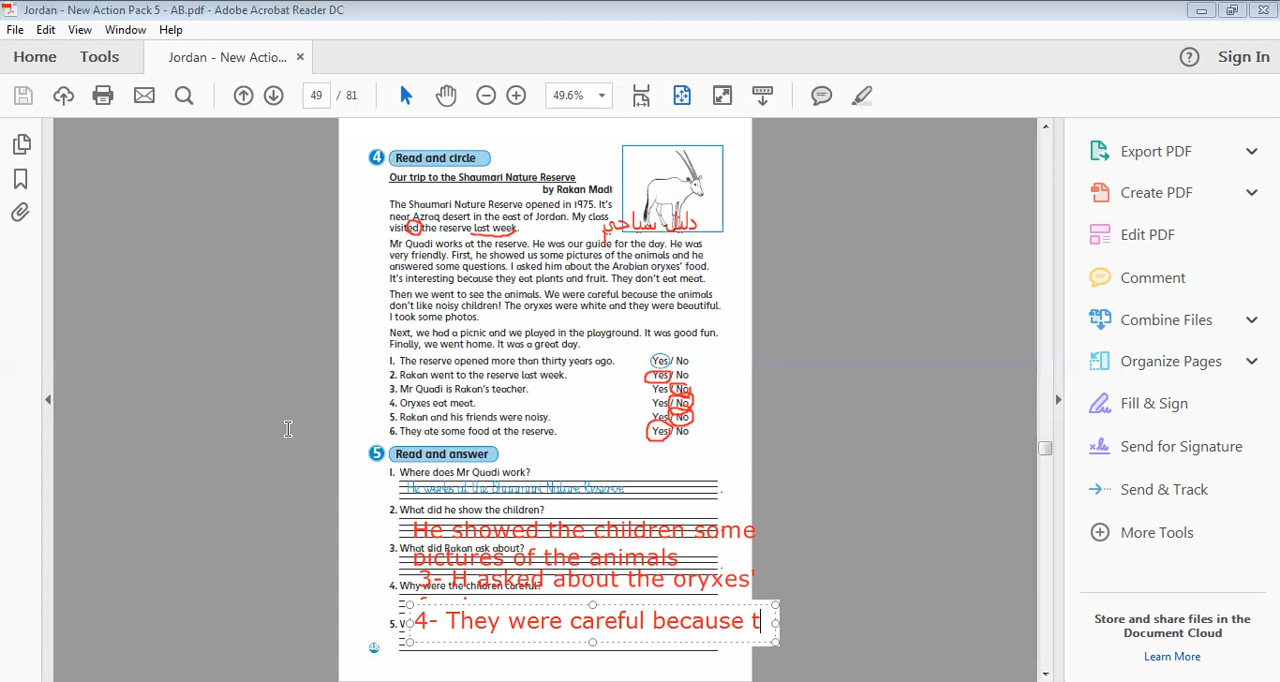 Jordan - New Action Pack 5 - AB.pdf - Adobe Acrobat Reader DC
File Edit View Window Help
Home Tools Jordan - New Actio... × Sign In
49 / 81 49.6%
4 Read and circle
Our trip to the Shaumari Nature Reserve
by Rakan Madi
The Shaumari Nature Reserve opened in 1975. It's
near Azraq desert in the east of Jordan. My class
visited the reserve last week.
دليل سياحي
Mr Quadi works at the reserve. He was our guide for the day. He was
very friendly. First, he showed us some pictures of the animals and he
answered some questions. I asked him about the Arabian oryxes' food.
It's interesting because they eat plants and fruit. They don't eat meat.
Then we went to see the animals. We were careful because the animals
don't like noisy children! The oryxes were white and they were beautiful.
I took some photos.
Next, we had a picnic and we played in the playground. It was good fun.
Finally, we went home. It was a great day.
1. The reserve opened more than thirty years ago. Yes / No
2. Rakan went to the reserve last week. Yes / No
3. Mr Quadi is Rakan's teacher. Yes / No
4. Oryxes eat meat. Yes / No
5. Rakan and his friends were noisy. Yes / No
6. They ate some food at the reserve. Yes / No
5 Read and answer
1. Where does Mr Quadi work?
He works at the Shaumari Nature Reserve .
2. What did he show the children?
He showed the children some
pictures of the animals
3. What did Rakan ask about?
3- H asked about the oryxes'
4. Why were the children careful?
4- They were careful because t
5.
48
Export PDF
Create PDF
Edit PDF
Comment
Combine Files
Organize Pages
Fill & Sign
Send for Signature
Send & Track
More Tools
Store and share files in the
Document Cloud
Learn More